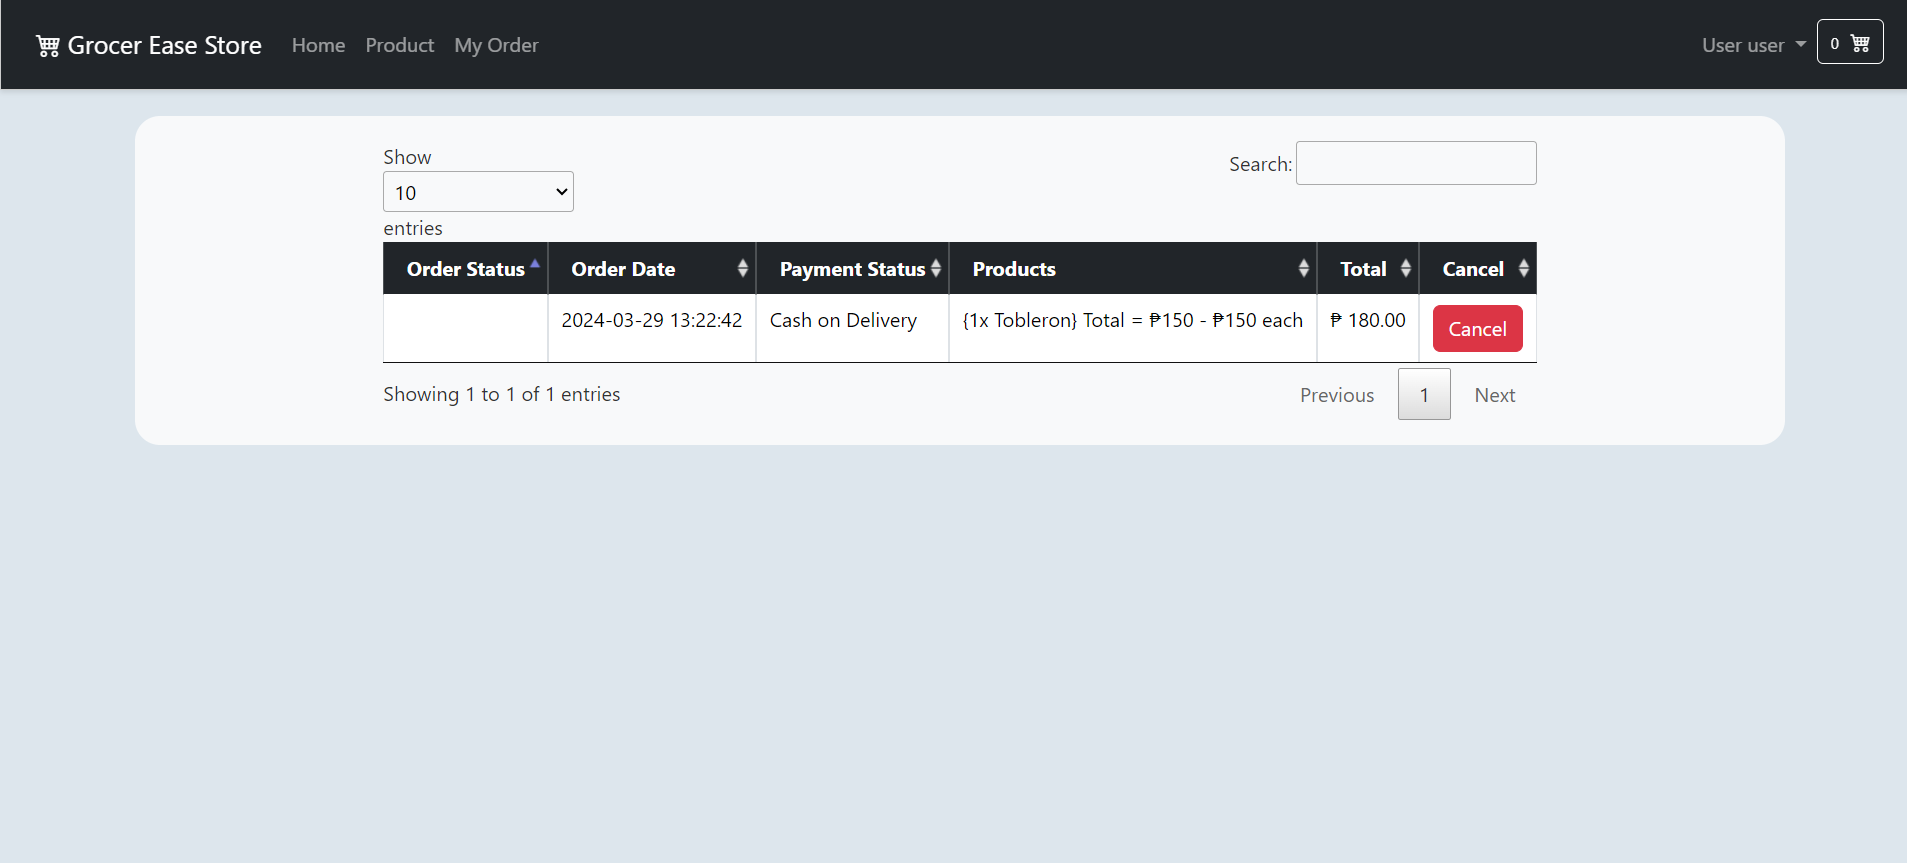 Grocer Ease Store Home Product My Order User user 0
Show
Search:
10
entries
Order Status Order Date Payment Status Products Total Cancel
2024-03-29 13:22:42 Cash on Delivery {1x Tobleron} Total = ₱150 - ₱150 each ₱ 180.00 Cancel
Showing 1 to 1 of 1 entries Previous 1 Next